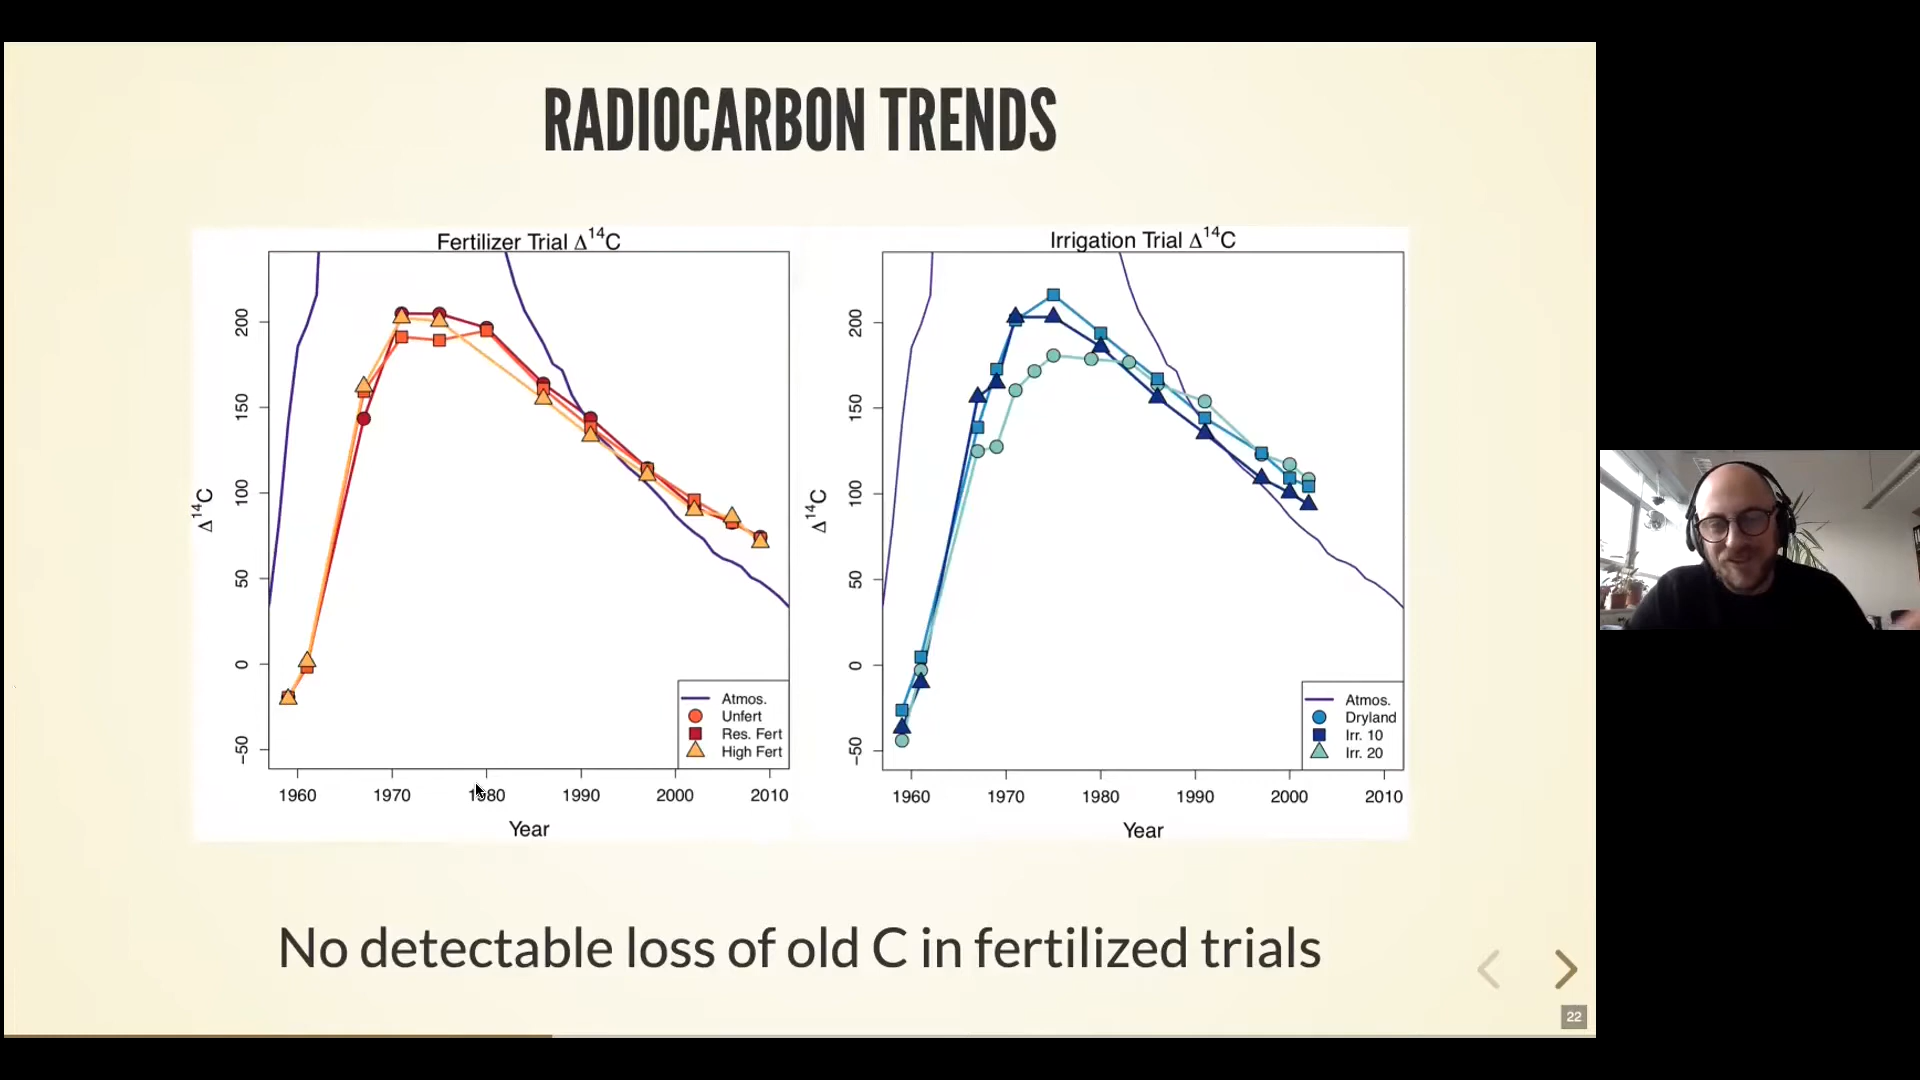 RADIOCARBON TRENDS
Fertilizer Trial Δ¹⁴C
Δ¹⁴C
200
150
100
50
0
−50
1960 1970 1980 1990 2000 2010
Year
Atmos.
Unfert
Res. Fert
High Fert
Irrigation Trial Δ¹⁴C
Δ¹⁴C
200
150
100
50
0
−50
1960 1970 1980 1990 2000 2010
Year
Atmos.
Dryland
Irr. 10
Irr. 20
No detectable loss of old C in fertilized trials
22